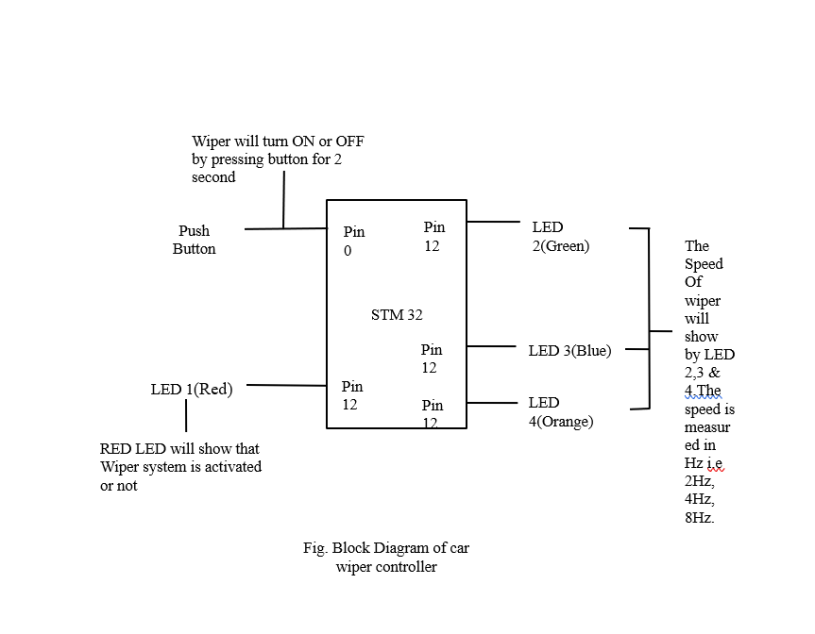 Wiper will turn ON or OFF
by pressing button for 2
second
Push
Button
Pin
0
Pin
12
LED
2(Green)
STM 32
Pin
12
LED 3(Blue)
LED 1(Red)
Pin
12
Pin
12
LED
4(Orange)
RED LED will show that
Wiper system is activated
or not
The
Speed
Of
wiper
will
show
by LED
2,3 &
4.The
speed is
measur
ed in
Hz i.e
2Hz,
4Hz,
8Hz.
Fig. Block Diagram of car
wiper controller